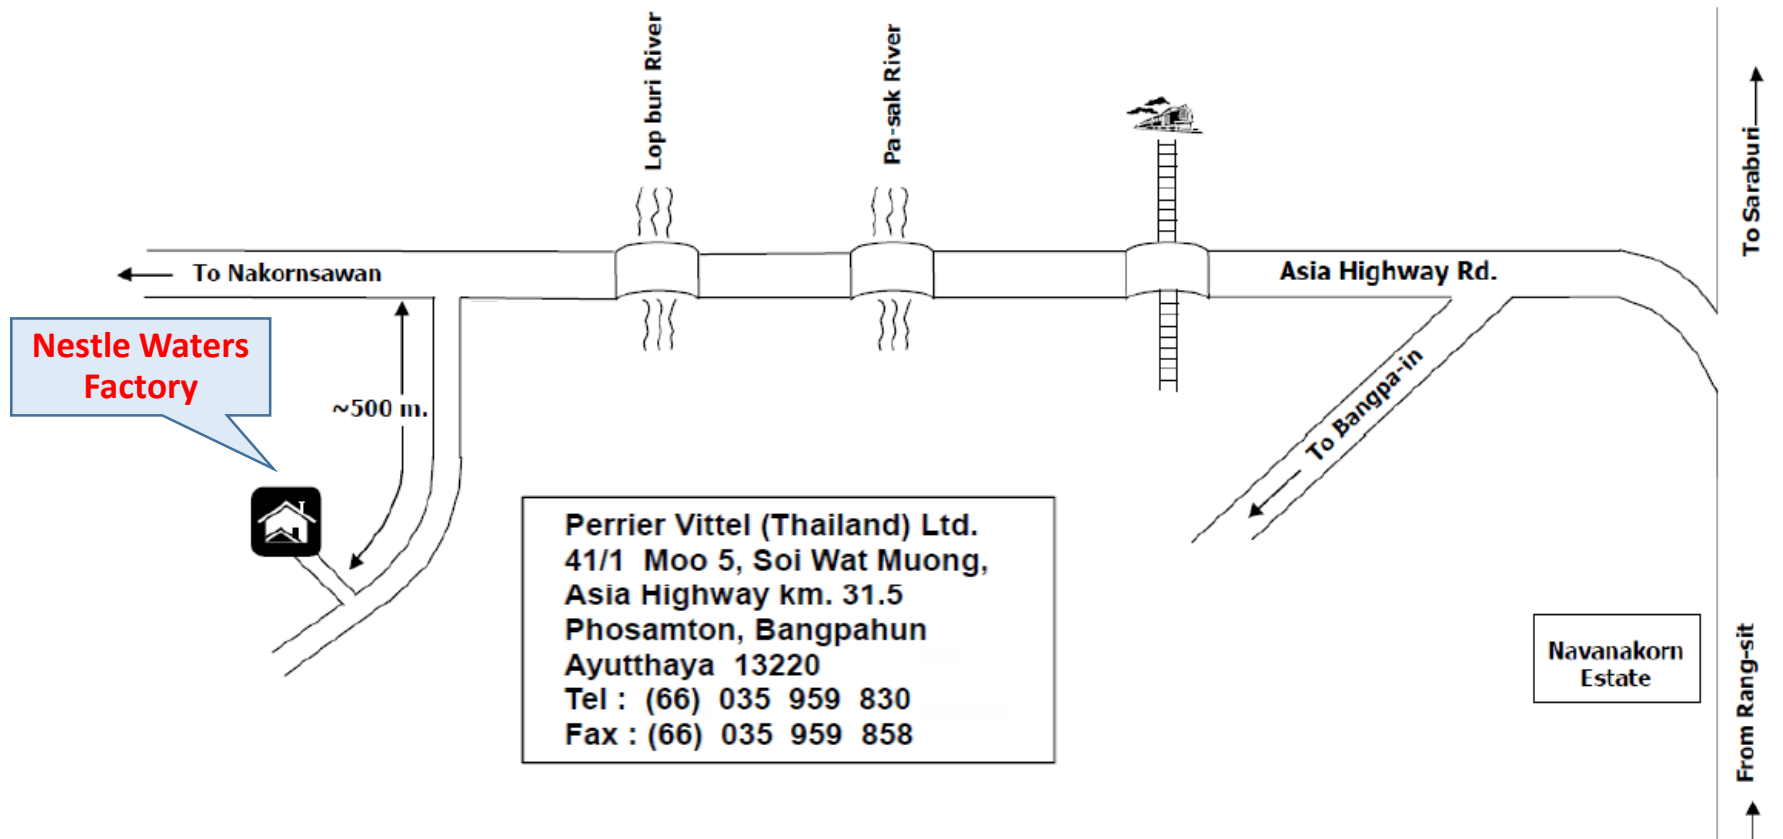 Lop buri River
Pa-sak River
To Saraburi
To Nakornsawan
Asia Highway Rd.
Nestle Waters
Factory
~500 m.
To Bangpa-in
Perrier Vittel (Thailand) Ltd.
41/1 Moo 5, Soi Wat Muong,
Asia Highway km. 31.5
Phosamton, Bangpahun
Ayutthaya 13220
Tel : (66) 035 959 830
Fax : (66) 035 959 858
Navanakorn
Estate
From Rang-sit